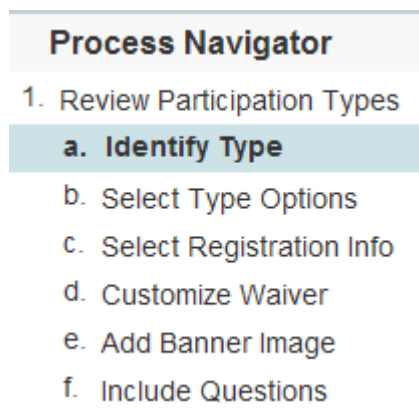 Process Navigator
1. Review Participation Types
a. Identify Type
b. Select Type Options
c. Select Registration Info
d. Customize Waiver
e. Add Banner Image
f. Include Questions